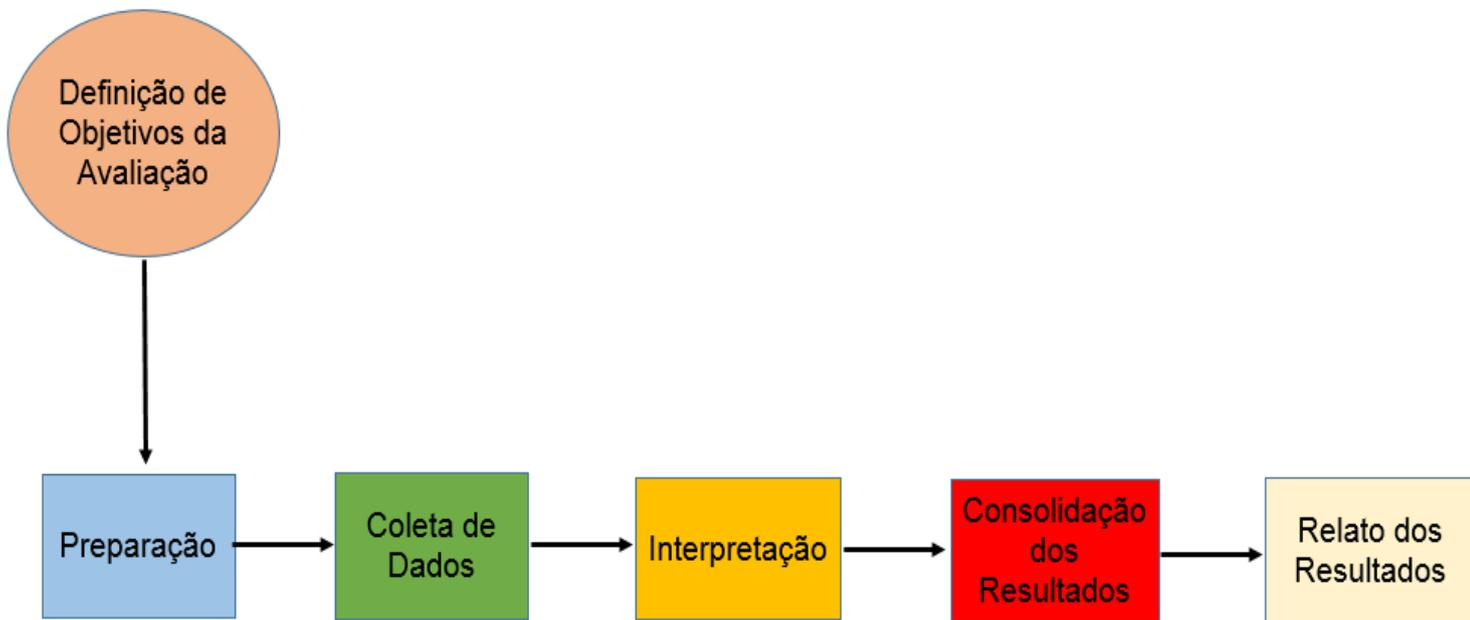 Definição de
Objetivos da
Avaliação
Preparação
Coleta de
Dados
Interpretação
Consolidação
dos
Resultados
Relato dos
Resultados